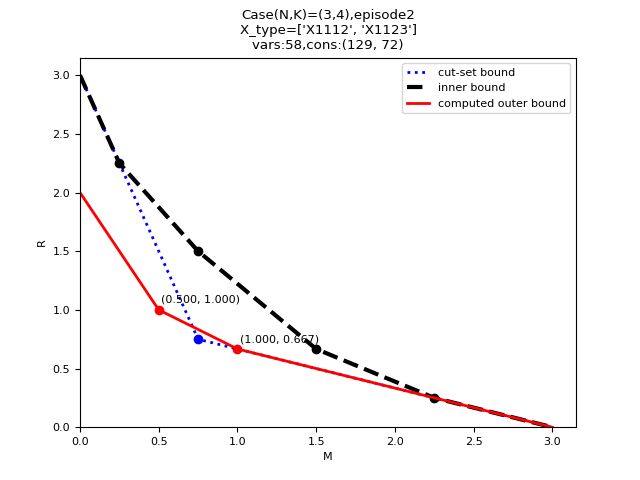 Case(N,K)=(3,4),episode2
X_type=['X1112', 'X1123']
vars:58,cons:(129, 72)
cut-set bound
inner bound
computed outer bound
3.0
2.5
2.0
1.5
1.0
0.5
0.0
R
(0.500, 1.000)
(1.000, 0.667)
0.0 0.5 1.0 1.5 2.0 2.5 3.0
M